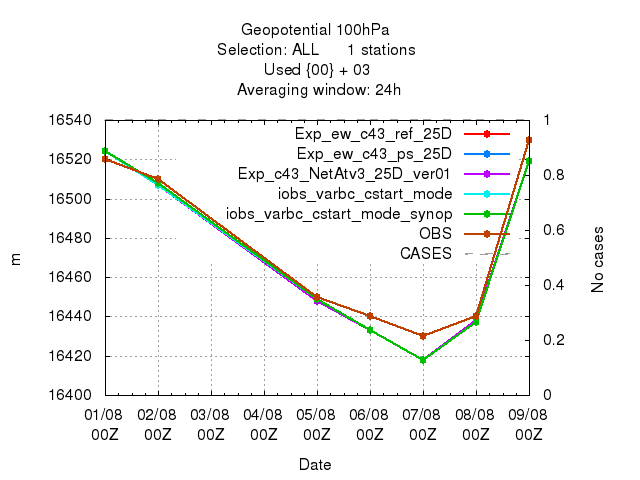 Geopotential 100hPa
Selection: ALL 1 stations
Used {00} + 03
Averaging window: 24h
16540
16520
16500
16480
16460
16440
16420
16400
m
Exp_ew_c43_ref_25D
Exp_ew_c43_ps_25D
Exp_c43_NetAtv3_25D_ver01
iobs_varbc_cstart_mode
iobs_varbc_cstart_mode_synop
OBS
CASES
1
0.8
0.6
0.4
0.2
0
No cases
01/08 02/08 03/08 04/08 05/08 06/08 07/08 08/08 09/08
00Z 00Z 00Z 00Z 00Z 00Z 00Z 00Z 00Z
Date